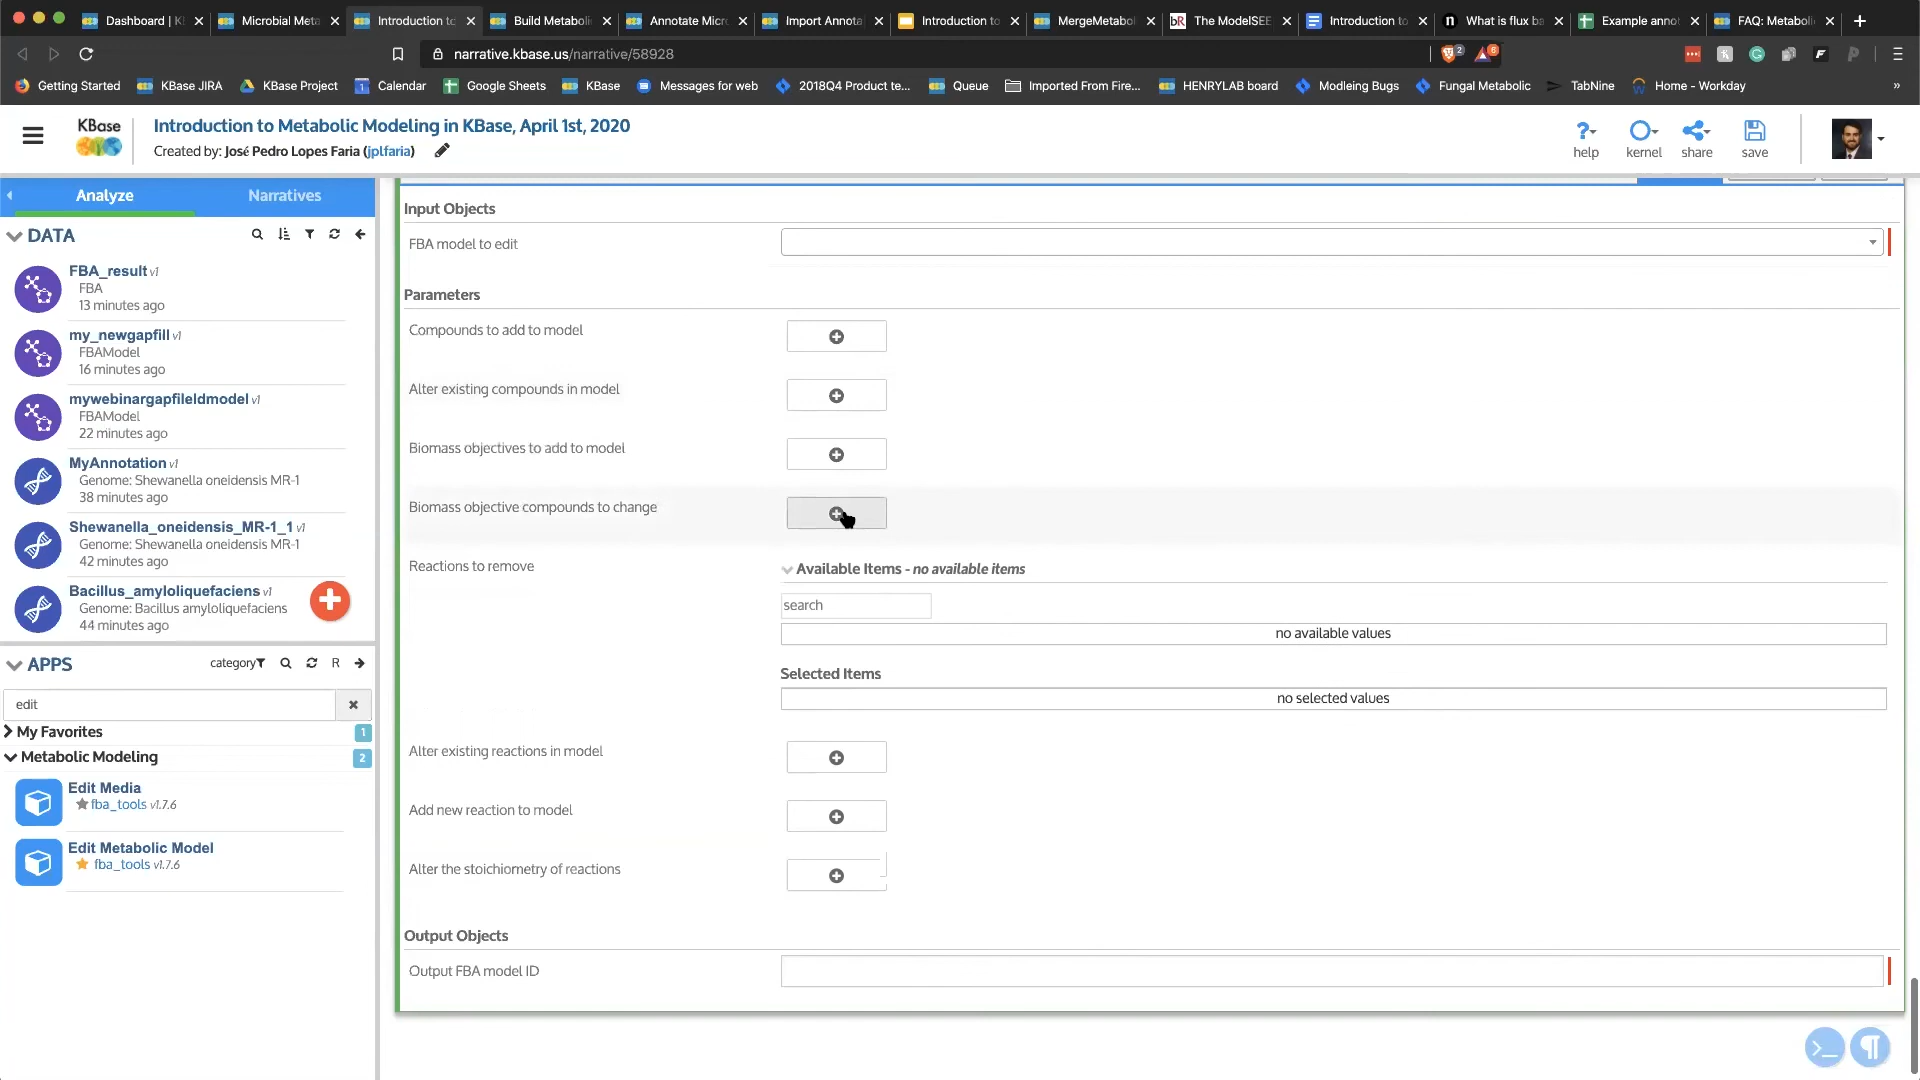 Dashboard | K
Microbial Meta
Introduction to
Build Metaboli
Annotate Micr
Import Annota
Introduction to
MergeMetabol
The ModelSEE
Introduction to
What is flux ba
Example annot
FAQ: Metaboli
narrative.kbase.us/narrative/58928
2
6
Getting Started
KBase JIRA
KBase Project
Calendar
Google Sheets
KBase
Messages for web
2018Q4 Product te...
Queue
Imported From Fire...
HENRYLAB board
Modleing Bugs
Fungal Metabolic
TabNine
Home - Workday
»
KBase
Introduction to Metabolic Modeling in KBase, April 1st, 2020
Created by: José Pedro Lopes Faria (jplfaria)
help
kernel
share
save
Analyze
Narratives
DATA
FBA_result v1
FBA
13 minutes ago
my_newgapfill v1
FBAModel
16 minutes ago
mywebinargapfileldmodel v1
FBAModel
22 minutes ago
MyAnnotation v1
Genome: Shewanella oneidensis MR-1
38 minutes ago
Shewanella_oneidensis_MR-1_1 v1
Genome: Shewanella oneidensis MR-1
42 minutes ago
Bacillus_amyloliquefaciens v1
Genome: Bacillus amyloliquefaciens
44 minutes ago
APPS
category
R
edit
My Favorites
1
Metabolic Modeling
2
Edit Media
fba_tools v1.7.6
Edit Metabolic Model
fba_tools v1.7.6
Input Objects
FBA model to edit
Parameters
Compounds to add to model
Alter existing compounds in model
Biomass objectives to add to model
Biomass objective compounds to change
Reactions to remove
Available Items - no available items
search
no available values
Selected Items
no selected values
Alter existing reactions in model
Add new reaction to model
Alter the stoichiometry of reactions
Output Objects
Output FBA model ID